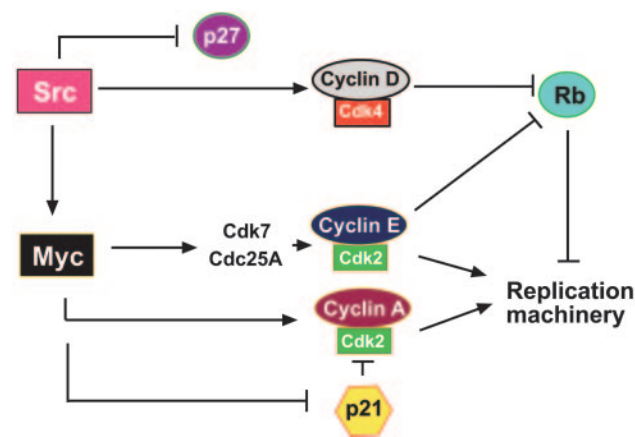 p27
Src
Cyclin D
Cdk4
Rb
Myc
Cdk7
Cdc25A
Cyclin E
Cdk2
Cyclin A
Cdk2
Replication
machinery
p21